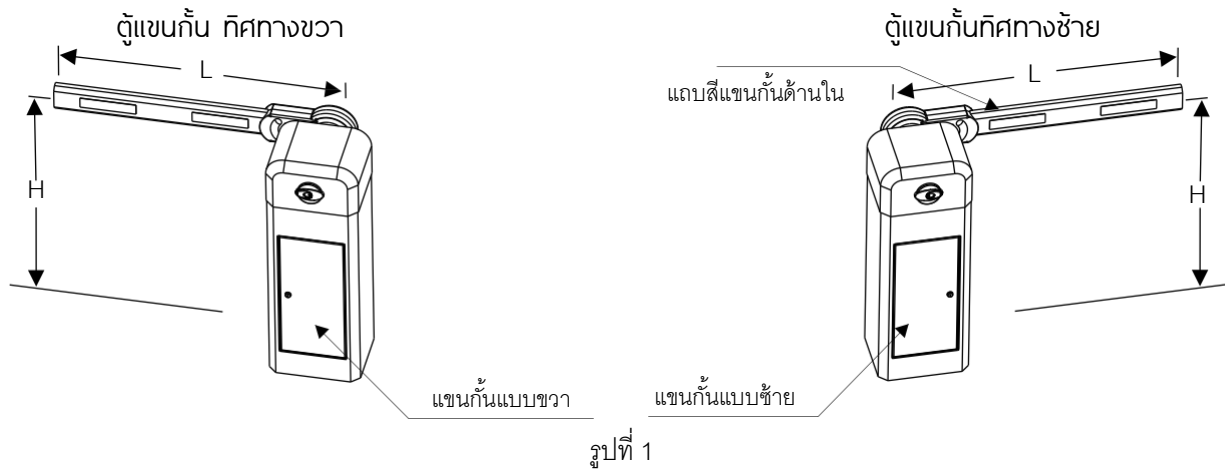 ตู้แขนกั้น ทิศทางขวา
ตู้แขนกั้นทิศทางซ้าย
L
L
แถบสีแขนกั้นด้านใน
H
H
แขนกั้นแบบขวา
แขนกั้นแบบซ้าย
รูปที่ 1